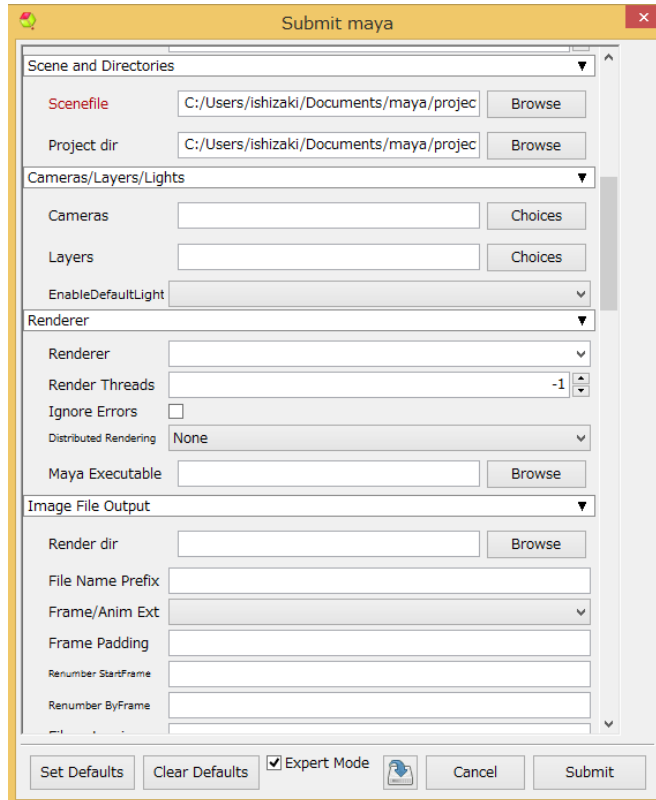 Submit maya
Scene and Directories
Scenefile C:/Users/ishizaki/Documents/maya/projec Browse
Project dir C:/Users/ishizaki/Documents/maya/projec Browse
Cameras/Layers/Lights
Cameras Choices
Layers Choices
EnableDefaultLight
Renderer
Renderer
Render Threads -1
Ignore Errors
Distributed Rendering None
Maya Executable Browse
Image File Output
Render dir Browse
File Name Prefix
Frame/Anim Ext
Frame Padding
Renumber StartFrame
Renumber ByFrame
Set Defaults Clear Defaults Expert Mode Cancel Submit